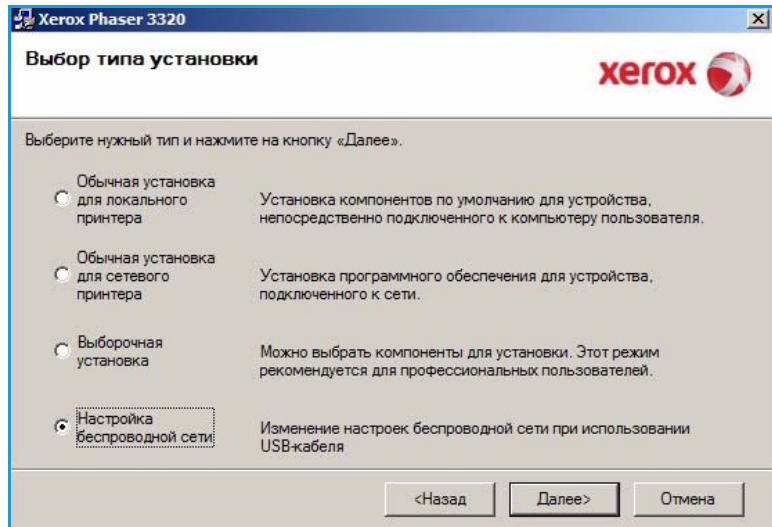 Xerox Phaser 3320
Выбор типа установки
xerox
Выберите нужный тип и нажмите на кнопку «Далее».
Обычная установка
для локального
принтера
Установка компонентов по умолчанию для устройства,
непосредственно подключенного к компьютеру пользователя.
Обычная установка
для сетевого
принтера
Установка программного обеспечения для устройства,
подключенного к сети.
Выборочная
установка
Можно выбрать компоненты для установки. Этот режим
рекомендуется для профессиональных пользователей.
Настройка
беспроводной сети
Изменение настроек беспроводной сети при использовании
USB-кабеля
<Назад
Далее>
Отмена